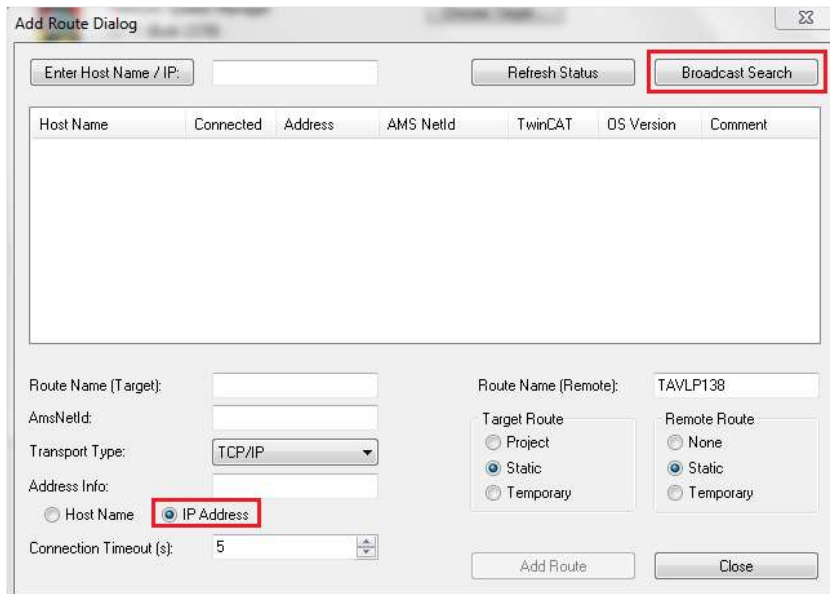 Add Route Dialog
Enter Host Name / IP: Refresh Status Broadcast Search
Host Name Connected Address AMS NetId TwinCAT OS Version Comment
Route Name (Target): Route Name (Remote): TAVLP138
AmsNetId: Target Route Remote Route
Transport Type: TCP/IP Project None
Static Static
Address Info: Temporary Temporary
Host Name IP Address
Connection Timeout (s): 5
Add Route Close